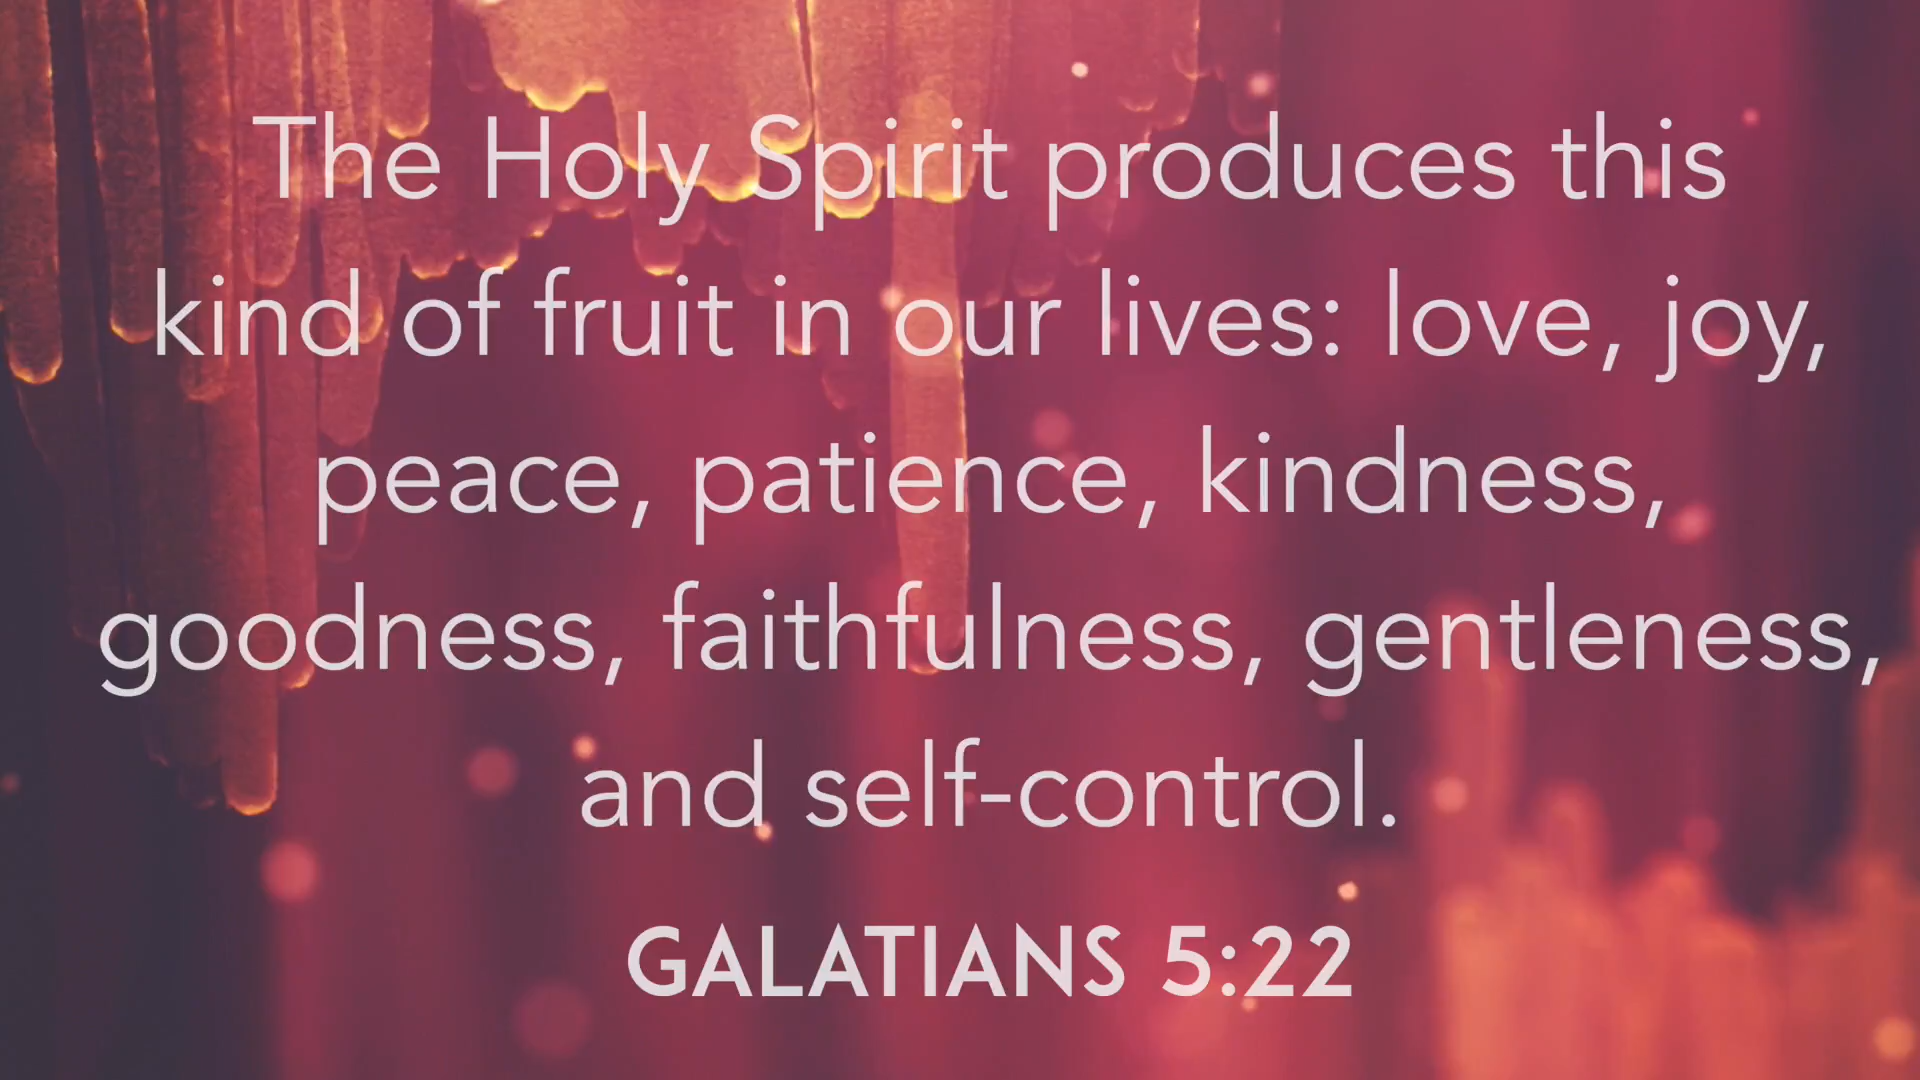 The Holy Spirit produces this
kind of fruit in our lives: love, joy,
peace, patience, kindness,
goodness, faithfulness, gentleness,
and self-control.
GALATIANS 5:22